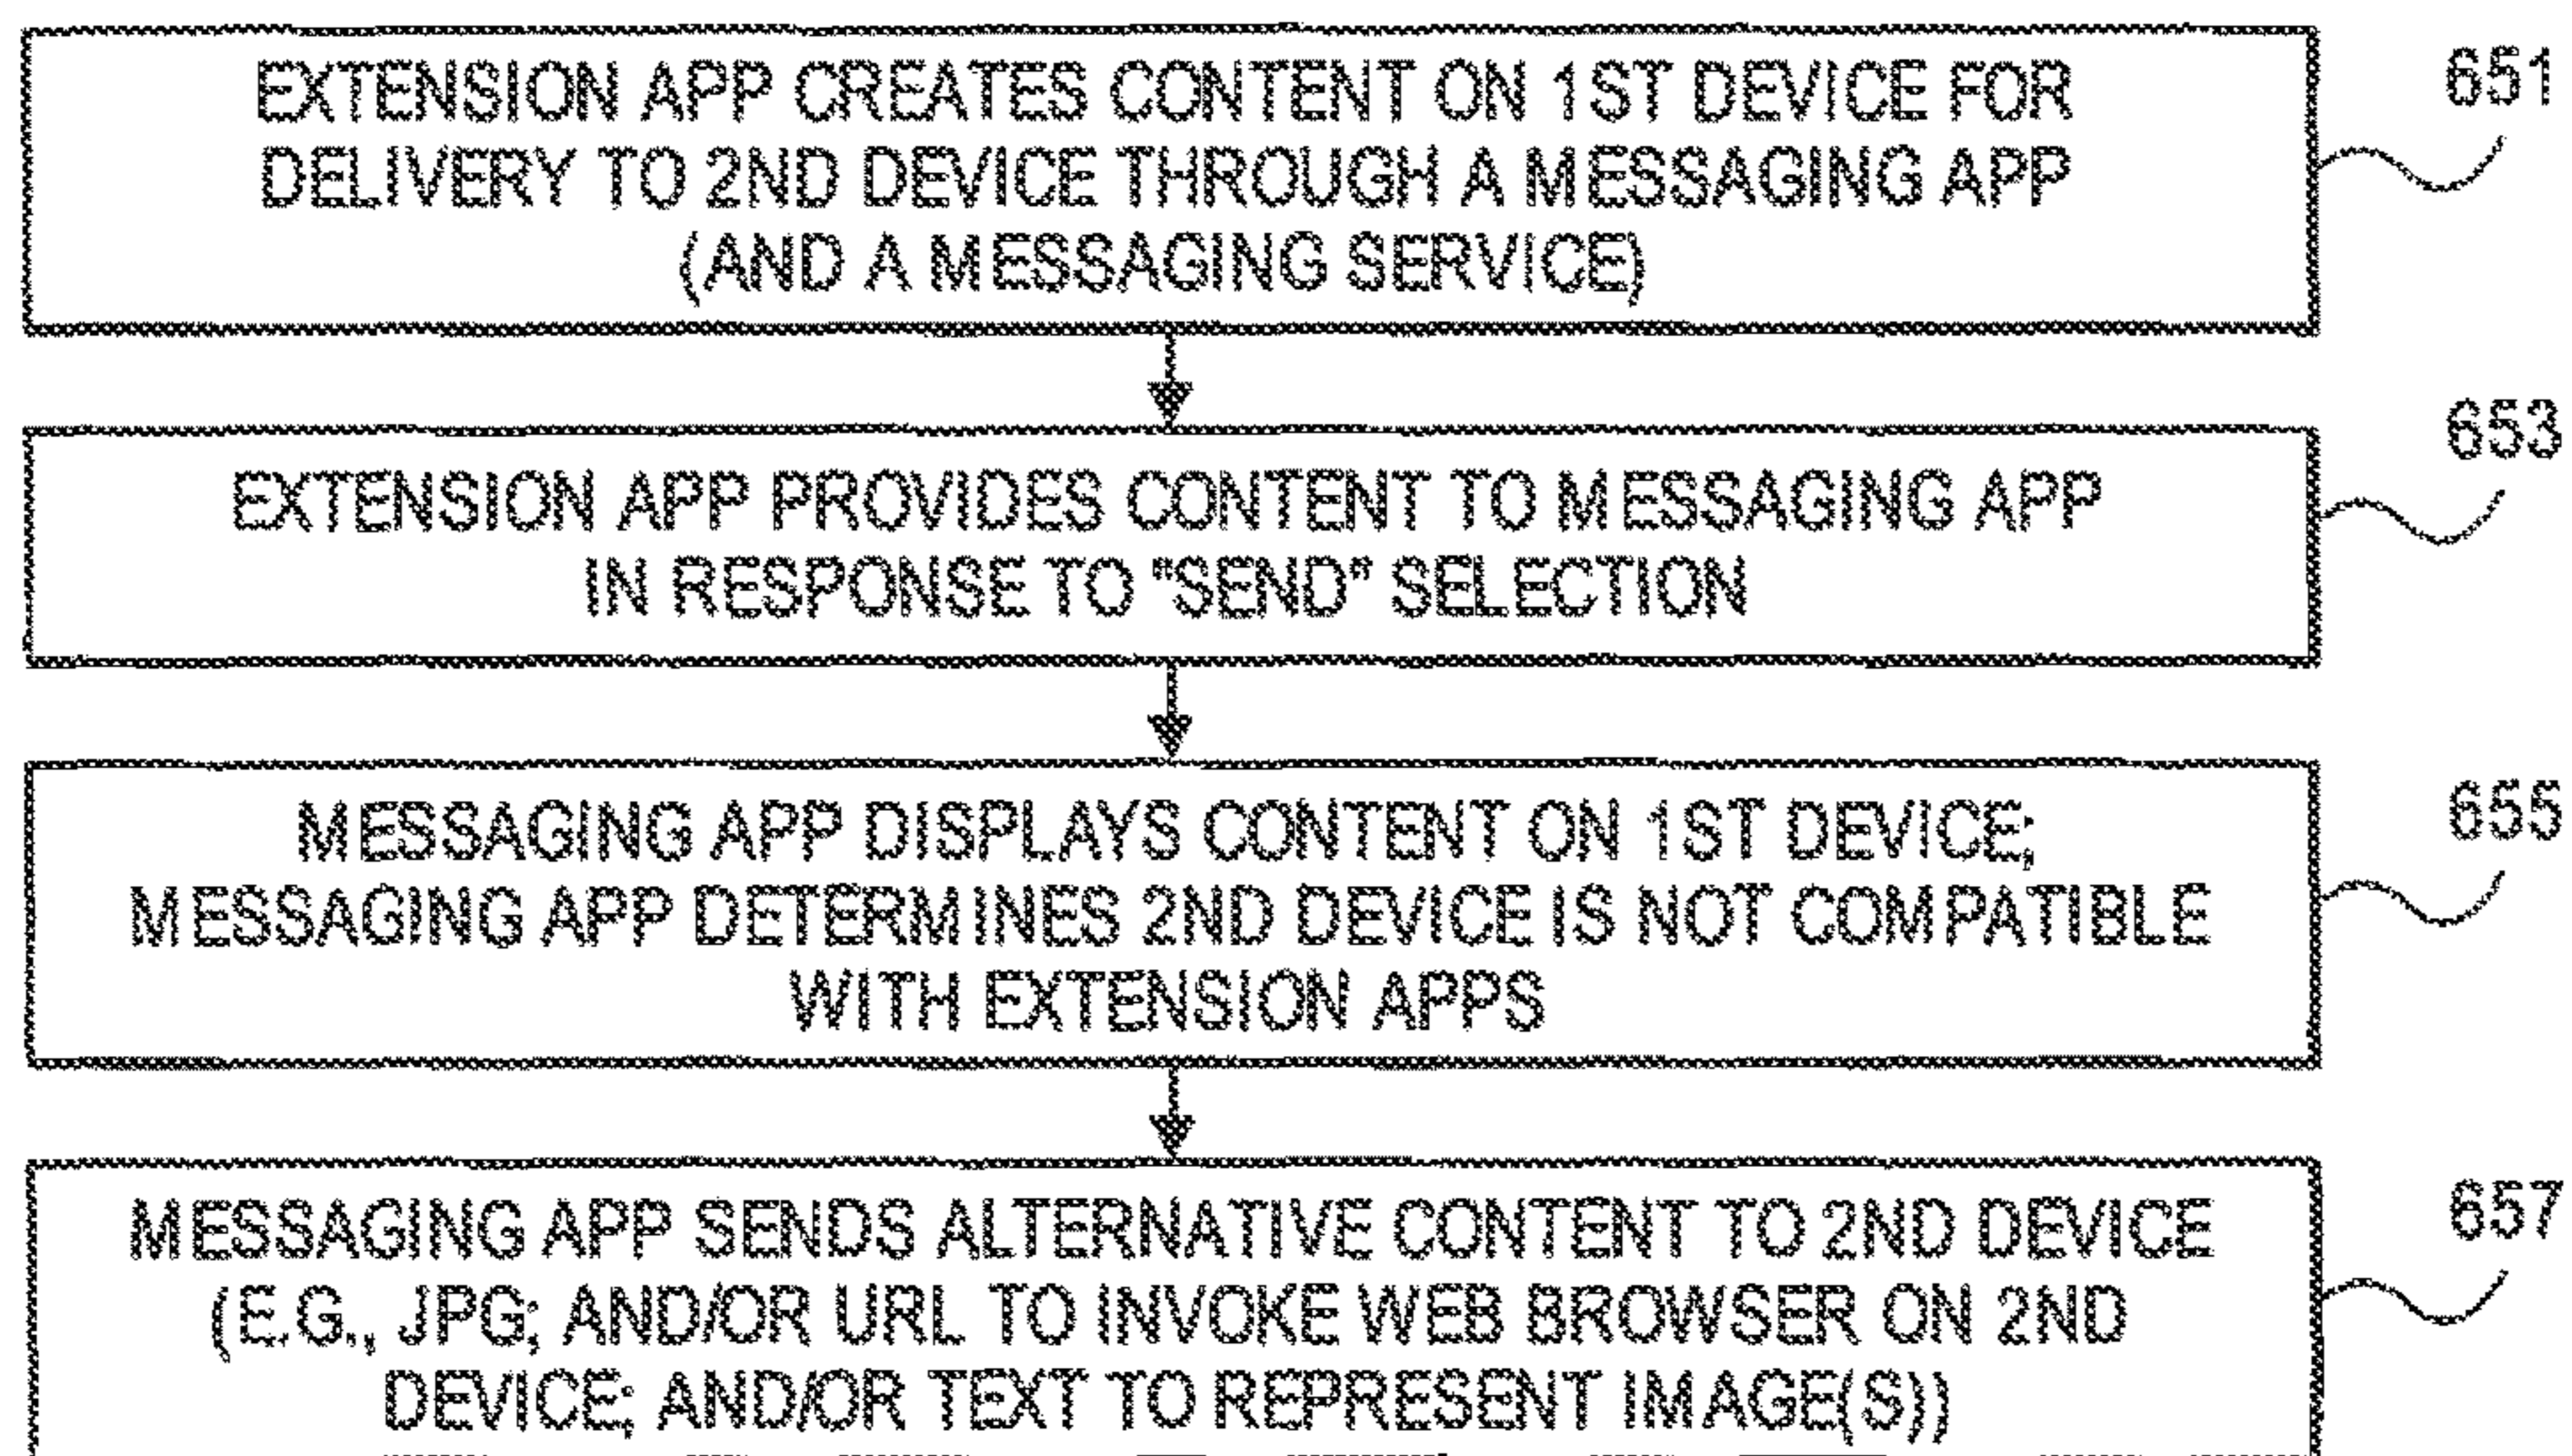 EXTENSION APP CREATES CONTENT ON 1ST DEVICE FOR
DELIVERY TO 2ND DEVICE THROUGH A MESSAGING APP
(AND A MESSAGING SERVICE)
651
EXTENSION APP PROVIDES CONTENT TO MESSAGING APP
IN RESPONSE TO "SEND" SELECTION
653
MESSAGING APP DISPLAYS CONTENT ON 1ST DEVICE;
MESSAGING APP DETERMINES 2ND DEVICE IS NOT COMPATIBLE
WITH EXTENSION APPS
655
MESSAGING APP SENDS ALTERNATIVE CONTENT TO 2ND DEVICE
(E.G., JPG; AND/OR URL TO INVOKE WEB BROWSER ON 2ND
DEVICE; AND/OR TEXT TO REPRESENT IMAGE(S))
657